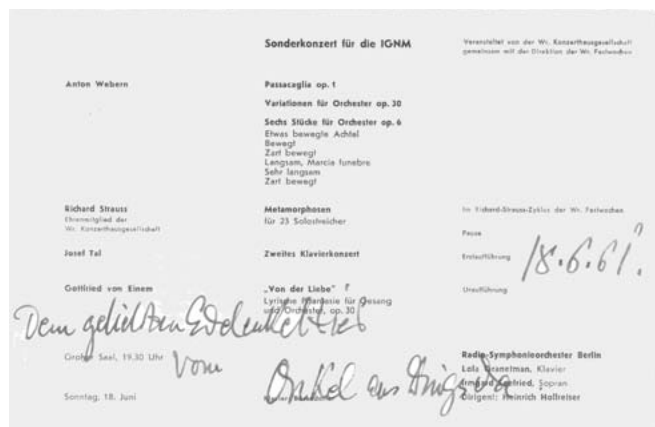 Sonderkonzert für die IGNM
Veranstaltet von der Wr. Konzerthausgesellschaft
gemeinsam mit der Direktion der Wr. Festwochen
Anton Webern
Passacaglia op. 1
Variationen für Orchester op. 30
Sechs Stücke für Orchester op. 6
Etwas bewegte Achtel
Bewegt
Zart bewegt
Langsam, Marcia funebre
Sehr langsam
Zart bewegt
Richard Strauss
Ehrenmitglied der
Wr. Konzerthausgesellschaft
Metamorphosen
für 23 Solostreicher
Im Richard-Strauss-Zyklus der Wr. Festwochen
Pause
Josef Tal
Zweites Klavierkonzert
Erstaufführung
18.6.61.
Gottfried von Einem
„Von der Liebe"
Lyrische Phantasie für Gesang
und Orchester, op. 30
Uraufführung
Dem geliebten
Großer Saal, 19.30 Uhr
Vom
Onkel aus
Radio-Symphonieorchester Berlin
Lola Granetman, Klavier
Irmgard Seefried, Sopran
Dirigent: Heinrich Hollreiser
Sonntag, 18. Juni